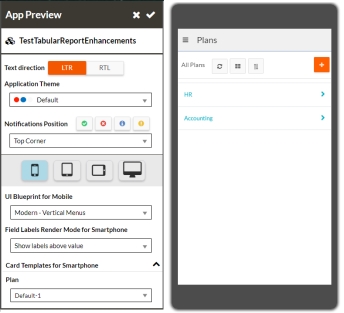 App Preview
TestTabularReportEnhancements
Text direction LTR RTL
Application Theme
Default
Notifications Position
Top Corner
UI Blueprint for Mobile
Modern - Vertical Menus
Field Labels Render Mode for Smartphone
Show labels above value
Card Templates for Smartphone
Plan
Default-1
Plans
All Plans
HR
Accounting